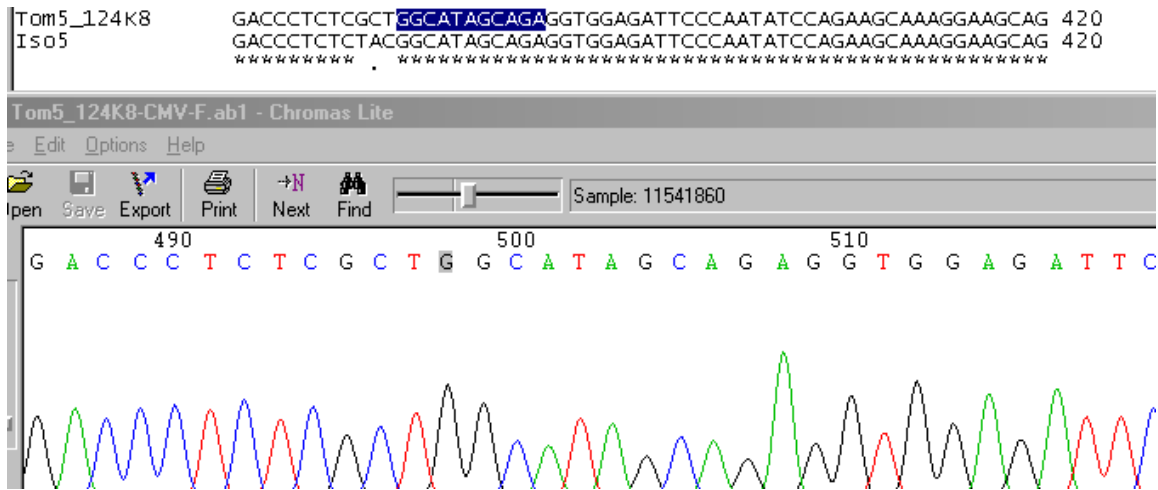 Tom5_124K8 GACCCTCTCGCTGGCATAGCAGAGGTGGAGATTCCCAATATCCAGAAGCAAAGGAAGCAG 420
Iso5 GACCCTCTCTACGGCATAGCAGAGGTGGAGATTCCCAATATCCAGAAGCAAAGGAAGCAG 420
********* . ************************************************
Tom5_124K8-CMV-F.ab1 - Chromas Lite
Edit Options Help
Open Save Export Print Next Find Sample: 11541860
490 500 510
G A C C C T C T C G C T G G C A T A G C A G A G G T G G A G A T T C